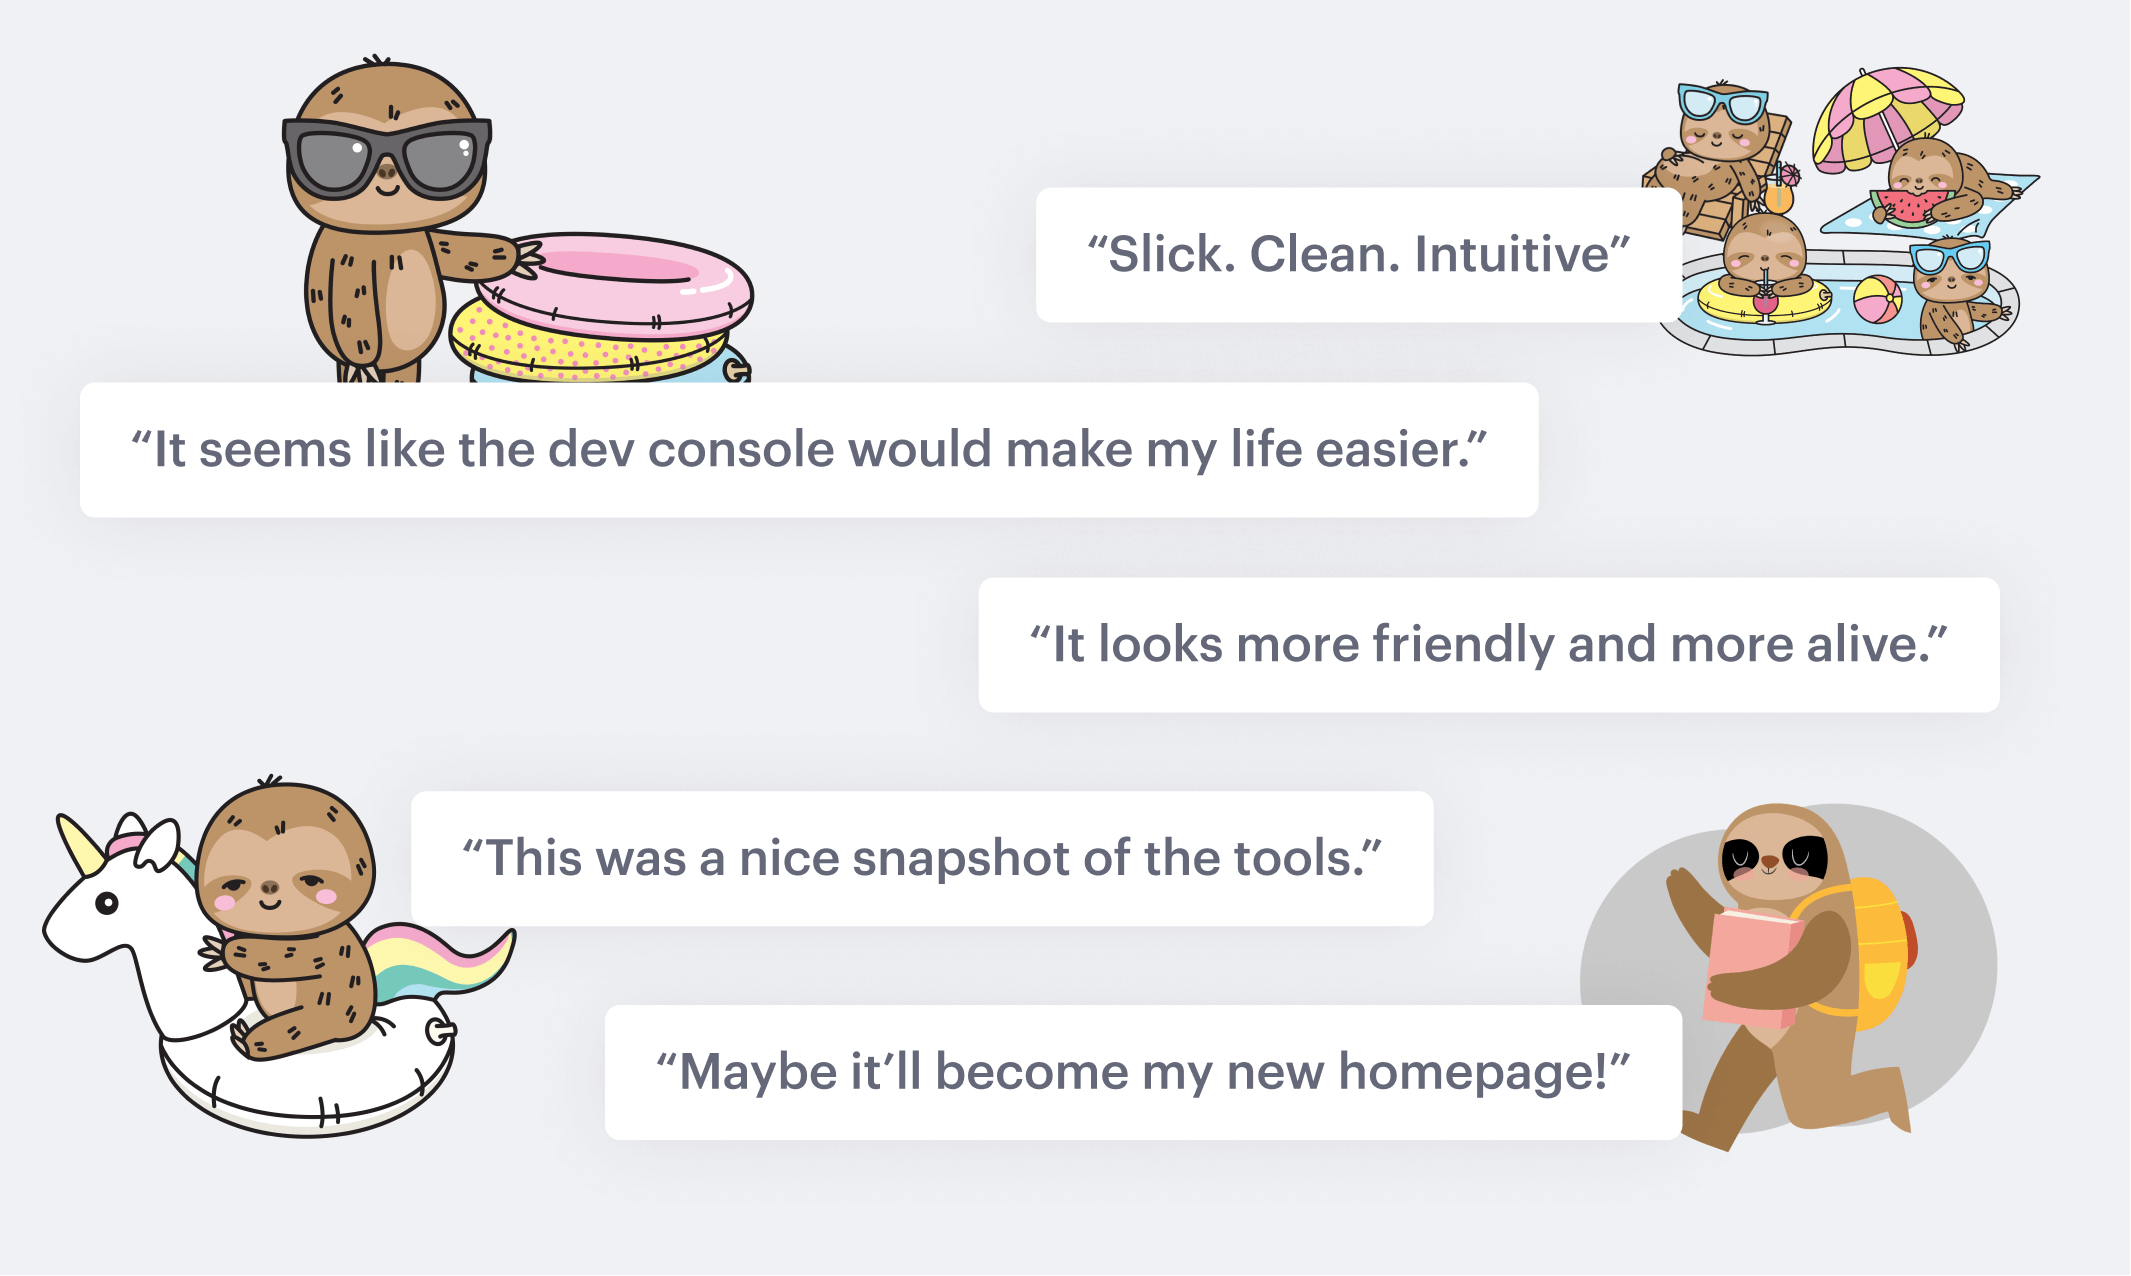 “Slick. Clean. Intuitive”
“It seems like the dev console would make my life easier.”
“It looks more friendly and more alive.”
“This was a nice snapshot of the tools.”
“Maybe it’ll become my new homepage!”